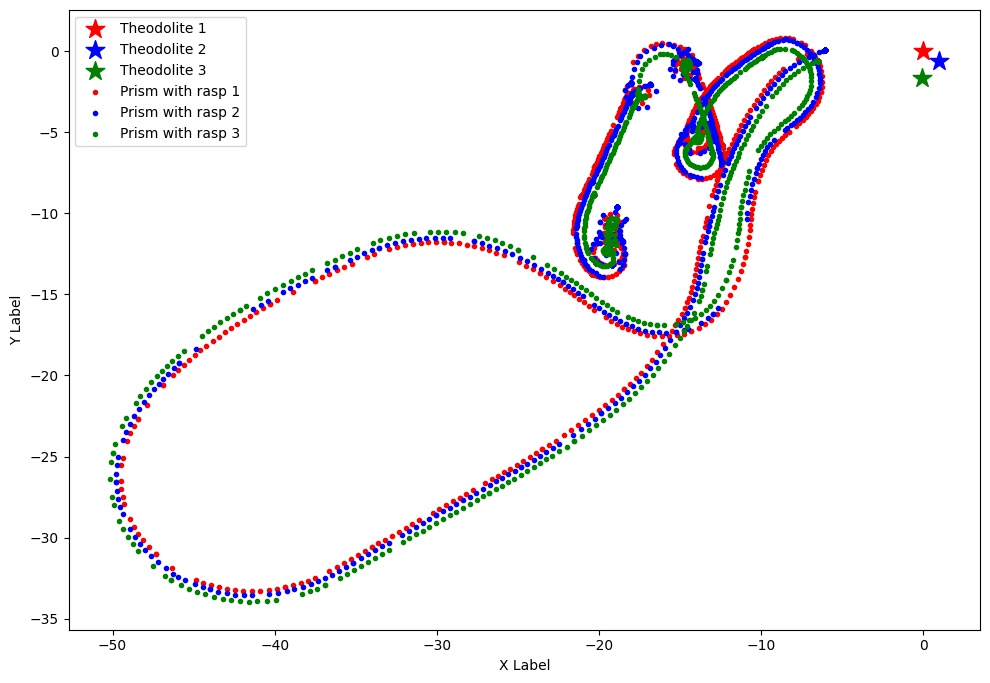 Theodolite 1
Theodolite 2
Theodolite 3
Prism with rasp 1
Prism with rasp 2
Prism with rasp 3
0
−5
−10
−15
−20
−25
−30
−35
Y Label
−50 −40 −30 −20 −10 0
X Label